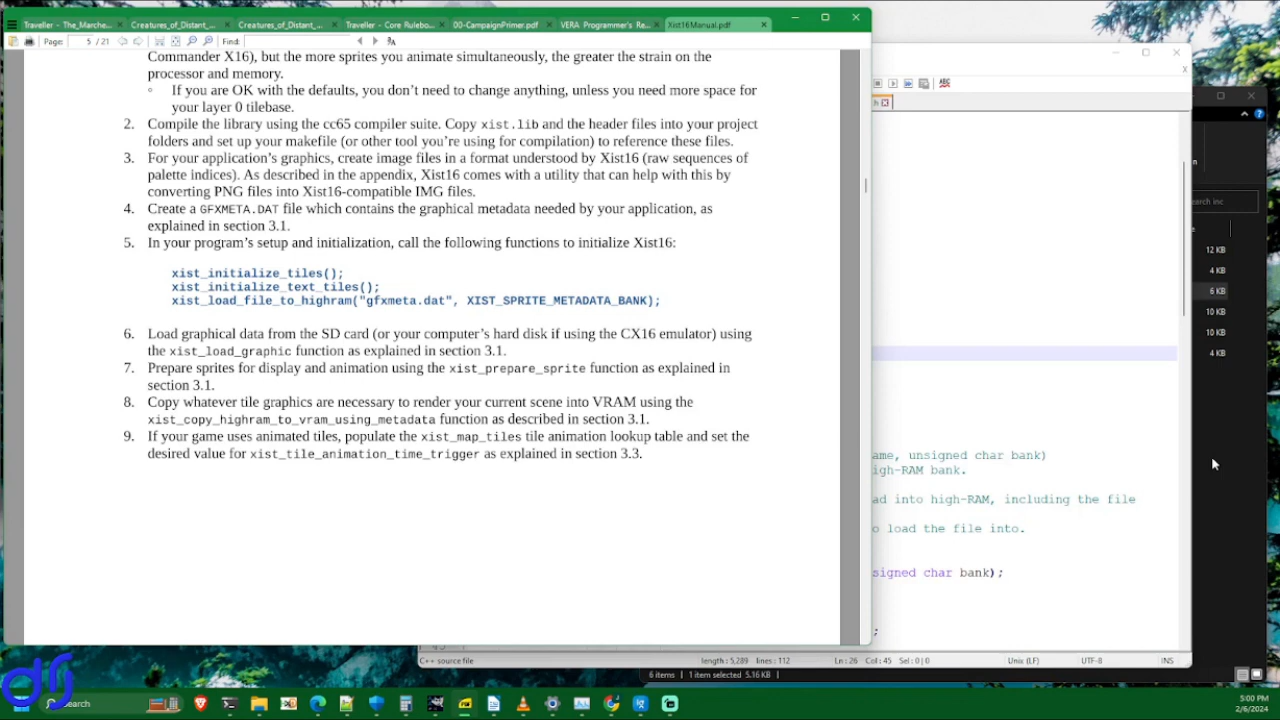 Traveller - The_Marche...
Creatures_of_Distant_...
Creatures_of_Distant_...
Traveller - Core Rulebo...
00-CampaignPrimer.pdf
VERA Programmer's Re...
Xist16Manual.pdf
Page: 5 / 21
Find:
Commander X16), but the more sprites you animate simultaneously, the greater the strain on the
processor and memory.
◦ If you are OK with the defaults, you don't need to change anything, unless you need more space for
your layer 0 tilebase.
2. Compile the library using the cc65 compiler suite. Copy xist.lib and the header files into your project
folders and set up your makefile (or other tool you're using for compilation) to reference these files.
3. For your application's graphics, create image files in a format understood by Xist16 (raw sequences of
palette indices). As described in the appendix, Xist16 comes with a utility that can help with this by
converting PNG files into Xist16-compatible IMG files.
4. Create a GFXMETA.DAT file which contains the graphical metadata needed by your application, as
explained in section 3.1.
5. In your program's setup and initialization, call the following functions to initialize Xist16:
xist_initialize_tiles();
xist_initialize_text_tiles();
xist_load_file_to_highram("gfxmeta.dat", XIST_SPRITE_METADATA_BANK);
6. Load graphical data from the SD card (or your computer's hard disk if using the CX16 emulator) using
the xist_load_graphic function as explained in section 3.1.
7. Prepare sprites for display and animation using the xist_prepare_sprite function as explained in
section 3.1.
8. Copy whatever tile graphics are necessary to render your current scene into VRAM using the
xist_copy_highram_to_vram_using_metadata function as described in section 3.1.
9. If your game uses animated tiles, populate the xist_map_tiles tile animation lookup table and set the
desired value for xist_tile_animation_time_trigger as explained in section 3.3.
ABC
h
ame, unsigned char bank)
igh-RAM bank.
ad into high-RAM, including the file
o load the file into.
signed char bank);
;
earch inc
12 KB
4 KB
6 KB
10 KB
10 KB
4 KB
C++ source file
length : 5,289 lines : 112
Ln : 26 Col : 45 Sel : 0 | 0
Unix (LF)
UTF-8
INS
6 items
1 item selected 5.16 KB
earch
5:00 PM
2/6/2024